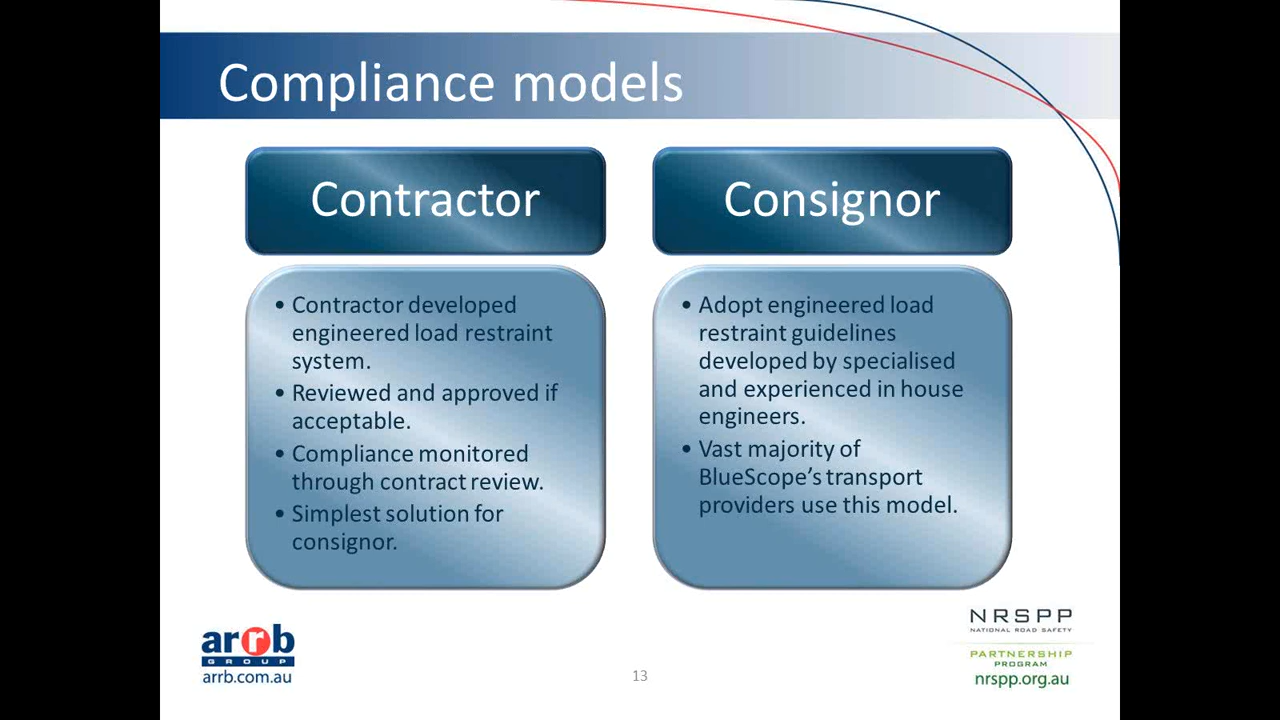 Compliance models
Contractor
• Contractor developed
engineered load restraint
system.
• Reviewed and approved if
acceptable.
• Compliance monitored
through contract review.
• Simplest solution for
consignor.
Consignor
• Adopt engineered load
restraint guidelines
developed by specialised
and experienced in house
engineers.
• Vast majority of
BlueScope's transport
providers use this model.
arrb
GROUP
arrb.com.au
13
NRSPP
NATIONAL ROAD SAFETY
PARTNERSHIP
PROGRAM
nrspp.org.au